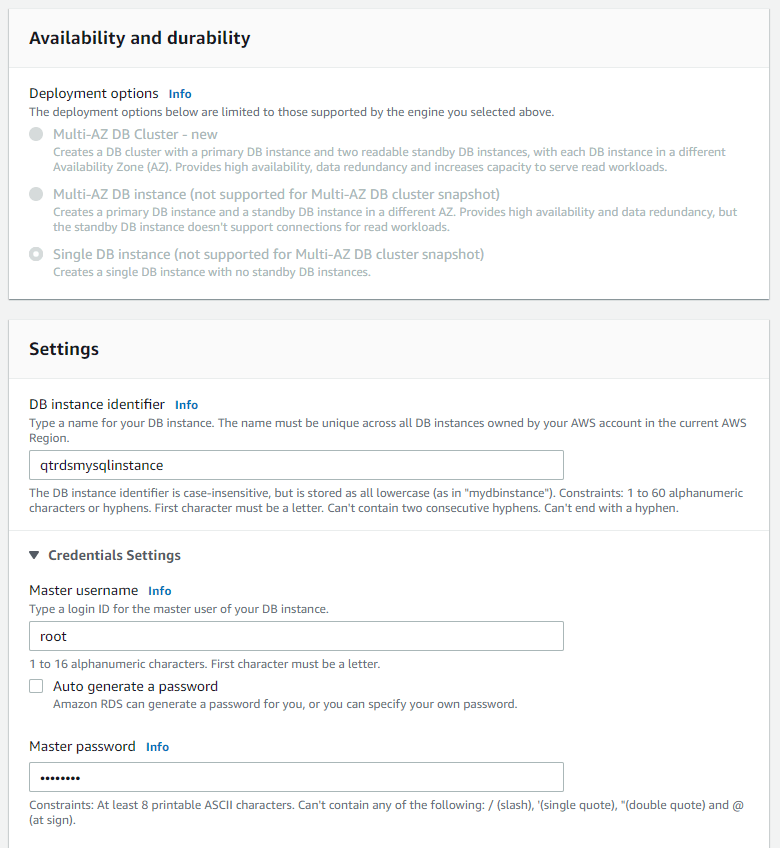 Availability and durability
Deployment options Info
The deployment options below are limited to those supported by the engine you selected above.
Multi-AZ DB Cluster - new
Creates a DB cluster with a primary DB instance and two readable standby DB instances, with each DB instance in a different
Availability Zone (AZ). Provides high availability, data redundancy and increases capacity to serve read workloads.
Multi-AZ DB instance (not supported for Multi-AZ DB cluster snapshot)
Creates a primary DB instance and a standby DB instance in a different AZ. Provides high availability and data redundancy, but
the standby DB instance doesn't support connections for read workloads.
Single DB instance (not supported for Multi-AZ DB cluster snapshot)
Creates a single DB instance with no standby DB instances.
Settings
DB instance identifier Info
Type a name for your DB instance. The name must be unique across all DB instances owned by your AWS account in the current AWS
Region.
qtrdsmysqlinstance
The DB instance identifier is case-insensitive, but is stored as all lowercase (as in "mydbinstance"). Constraints: 1 to 60 alphanumeric
characters or hyphens. First character must be a letter. Can't contain two consecutive hyphens. Can't end with a hyphen.
Credentials Settings
Master username Info
Type a login ID for the master user of your DB instance.
root
1 to 16 alphanumeric characters. First character must be a letter.
Auto generate a password
Amazon RDS can generate a password for you, or you can specify your own password.
Master password Info
••••••••
Constraints: At least 8 printable ASCII characters. Can't contain any of the following: / (slash), '(single quote), "(double quote) and @
(at sign).